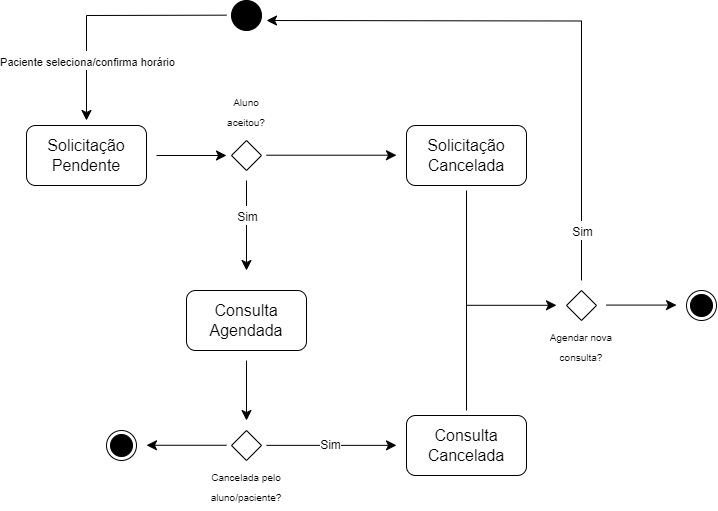 Paciente seleciona/confirma horário
Aluno
aceitou?
Solicitação
Pendente
Solicitação
Cancelada
Sim
Sim
Consulta
Agendada
Agendar nova
consulta?
Sim
Consulta
Cancelada
Cancelada pelo
aluno/paciente?